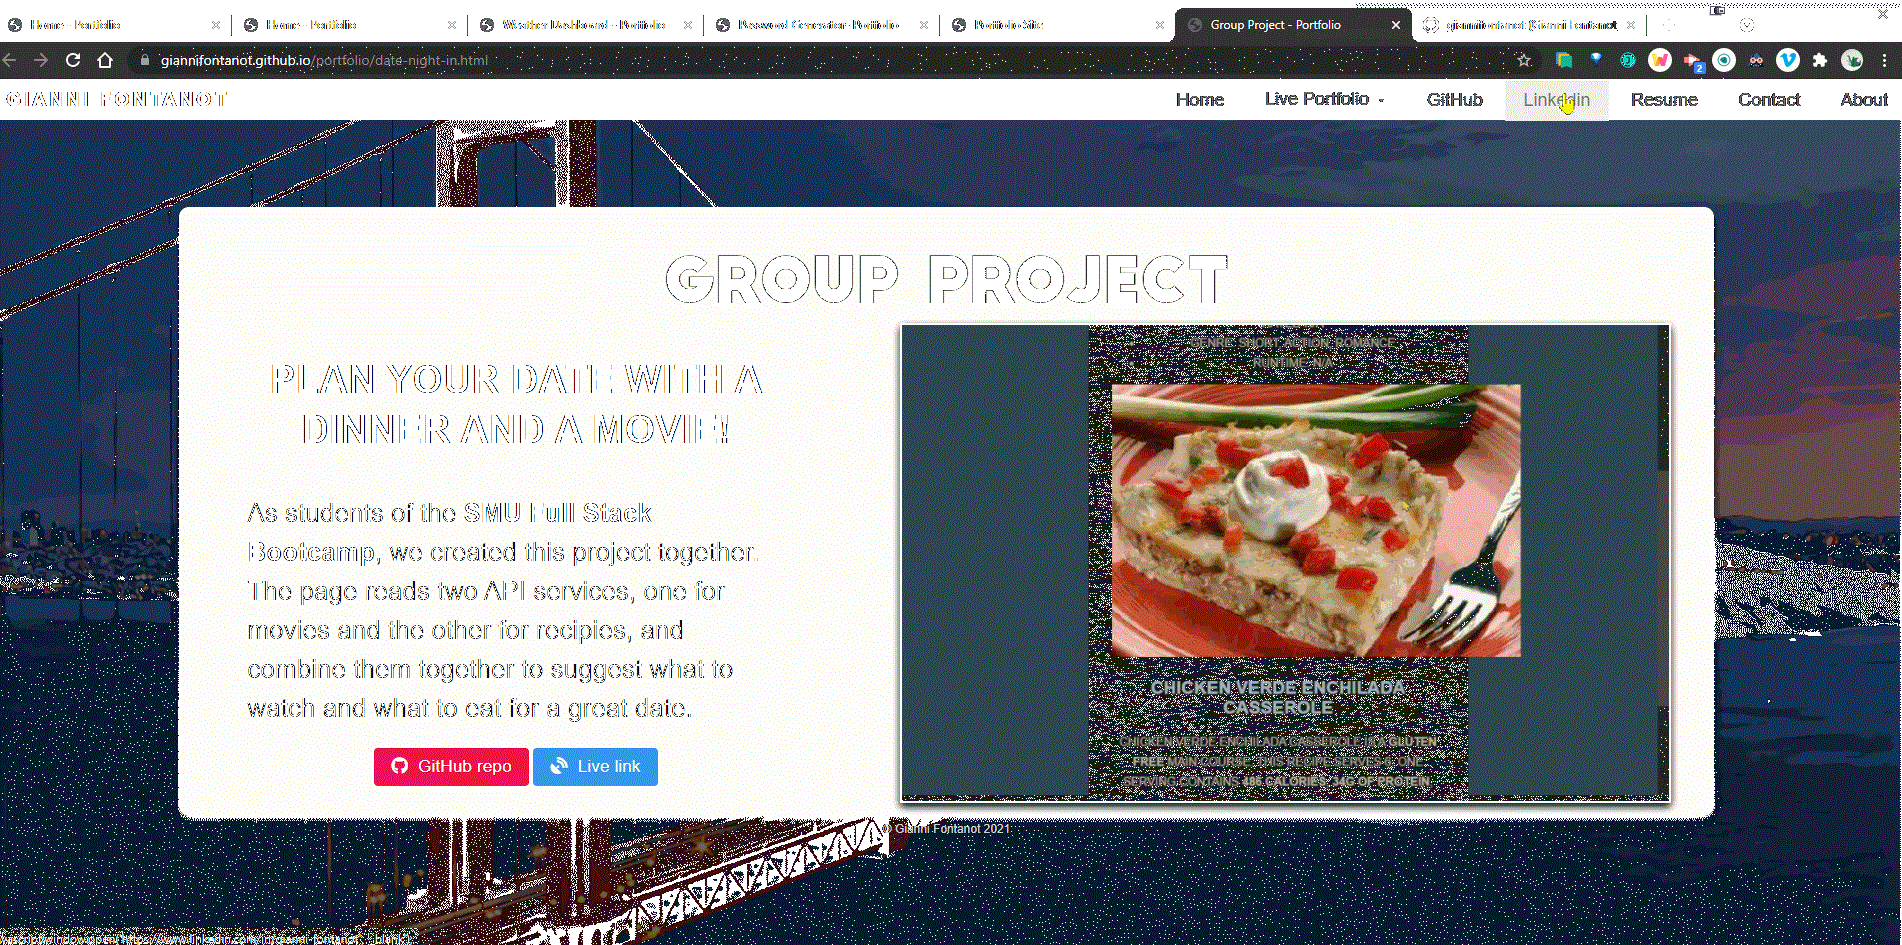 Home - Portfolio
Home - Portfolio
Weather Dashboard - Portfolio
Password Generator - Portfolio
Portfolio Site
Group Project - Portfolio
giannifontanot (Gianni Fontanot)
giannifontanot.github.io/portfolio/date-night-in.html
2
GIANNI FONTANOT
Home
Live Portfolio
GitHub
Linkedin
Resume
Contact
About
GROUP PROJECT
PLAN YOUR DATE WITH A
DINNER AND A MOVIE!
As students of the SMU Full Stack
Bootcamp, we created this project together.
The page reads two API services, one for
movies and the other for recipies, and
combine them together to suggest what to
watch and what to eat for a great date.
GitHub repo
Live link
GENRE: SHORT, ACTION, ROMANCE
RUNTIME: N/A
CHICKEN VERDE ENCHILADA
CASSEROLE
CHICKEN VERDE ENCHILADA CASSEROLE IS A GLUTEN
FREE MAIN COURSE. THIS RECIPE SERVES 6. ONE
SERVING CONTAINS 486 CALORIES, 34G OF PROTEIN,
© Gianni Fontanot 2021